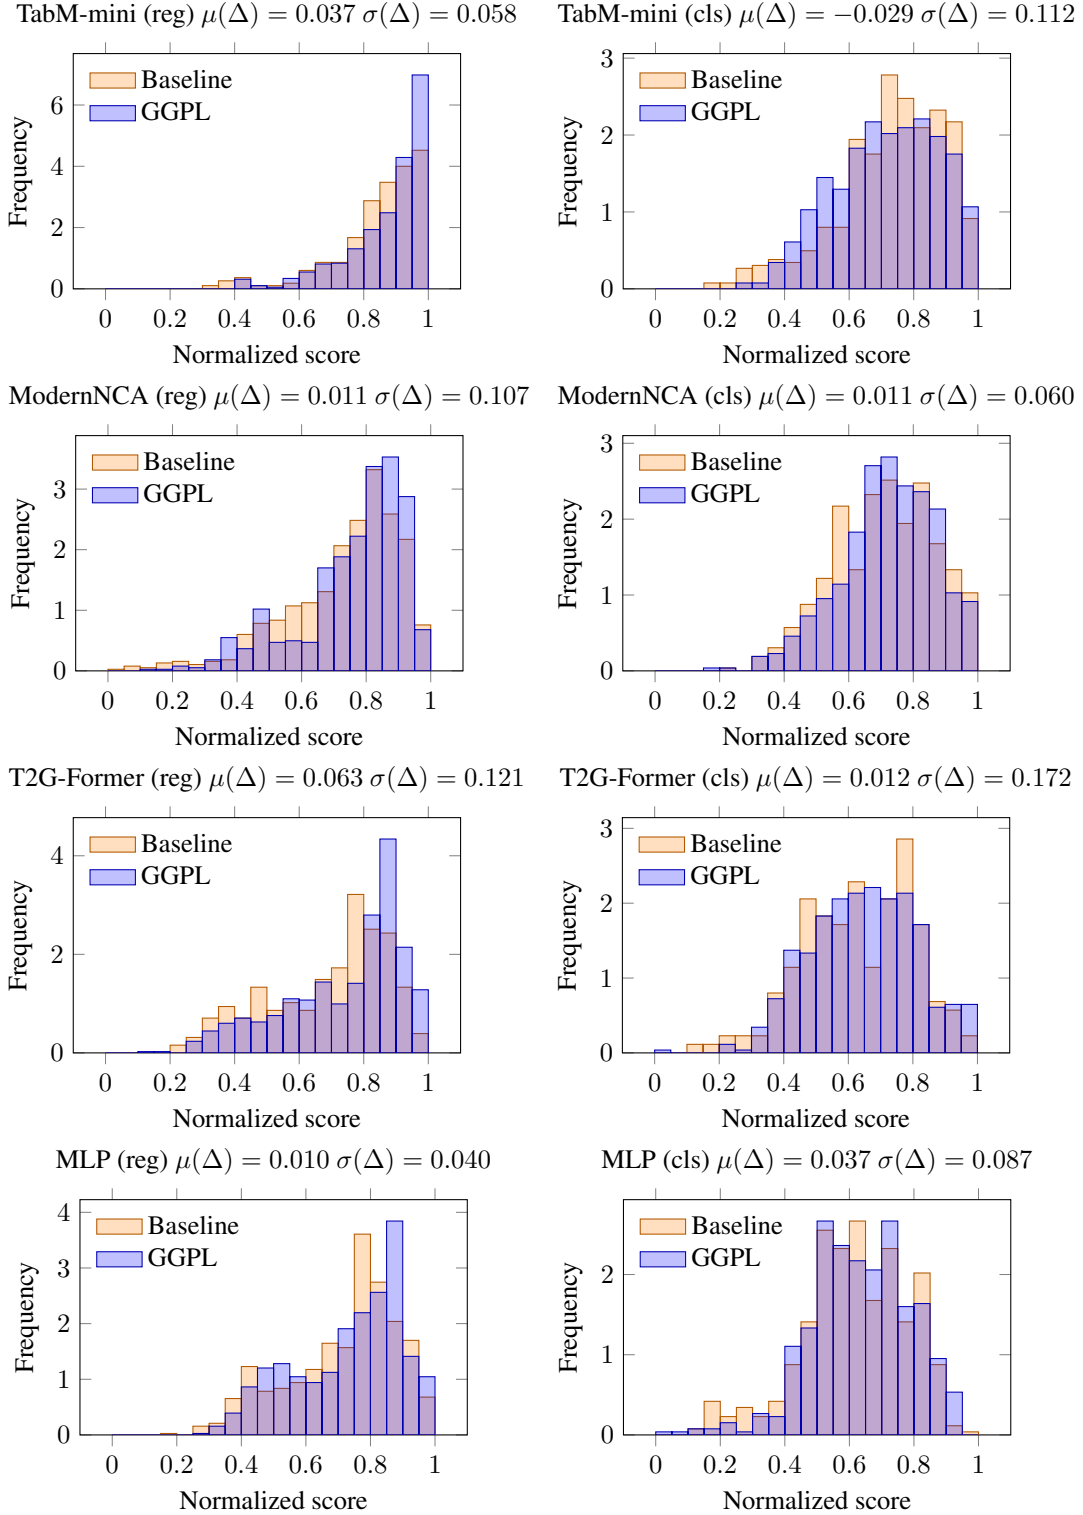 TabM-mini (reg) μ(Δ) = 0.037 σ(Δ) = 0.058
Baseline
GGPL
Frequency
0
2
4
6
0 0.2 0.4 0.6 0.8 1
Normalized score
TabM-mini (cls) μ(Δ) = −0.029 σ(Δ) = 0.112
Baseline
GGPL
Frequency
0
1
2
3
0 0.2 0.4 0.6 0.8 1
Normalized score
ModernNCA (reg) μ(Δ) = 0.011 σ(Δ) = 0.107
Baseline
GGPL
Frequency
0
1
2
3
0 0.2 0.4 0.6 0.8 1
Normalized score
ModernNCA (cls) μ(Δ) = 0.011 σ(Δ) = 0.060
Baseline
GGPL
Frequency
0
1
2
3
0 0.2 0.4 0.6 0.8 1
Normalized score
T2G-Former (reg) μ(Δ) = 0.063 σ(Δ) = 0.121
Baseline
GGPL
Frequency
0
2
4
0 0.2 0.4 0.6 0.8 1
Normalized score
T2G-Former (cls) μ(Δ) = 0.012 σ(Δ) = 0.172
Baseline
GGPL
Frequency
0
1
2
3
0 0.2 0.4 0.6 0.8 1
Normalized score
MLP (reg) μ(Δ) = 0.010 σ(Δ) = 0.040
Baseline
GGPL
Frequency
0
1
2
3
4
0 0.2 0.4 0.6 0.8 1
Normalized score
MLP (cls) μ(Δ) = 0.037 σ(Δ) = 0.087
Baseline
GGPL
Frequency
0
1
2
0 0.2 0.4 0.6 0.8 1
Normalized score